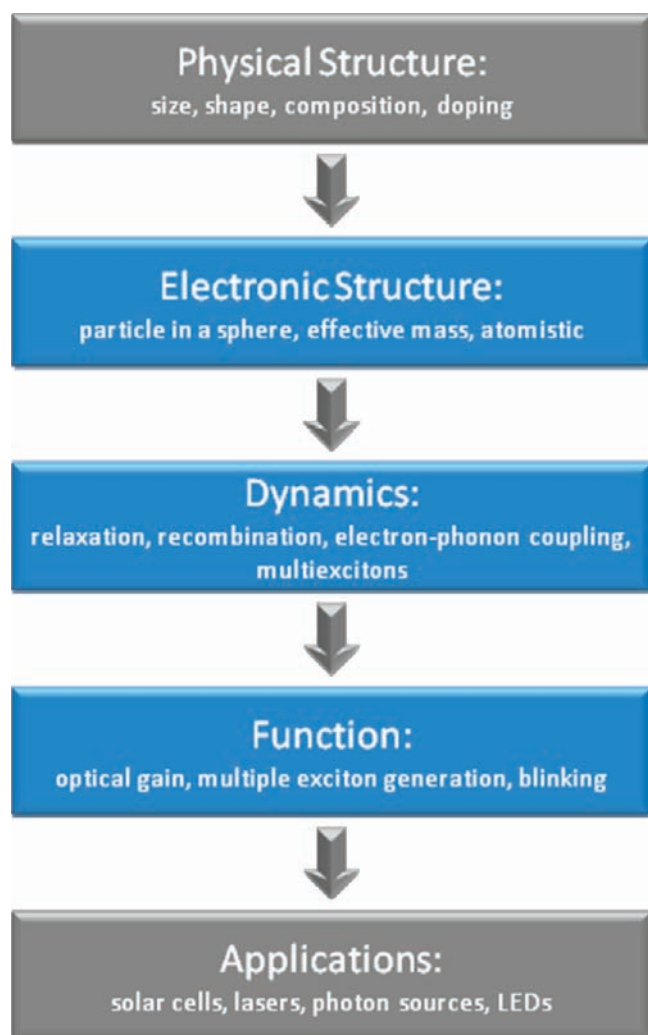 Physical Structure:
size, shape, composition, doping
Electronic Structure:
particle in a sphere, effective mass, atomistic
Dynamics:
relaxation, recombination, electron-phonon coupling,
multiexcitons
Function:
optical gain, multiple exciton generation, blinking
Applications:
solar cells, lasers, photon sources, LEDs